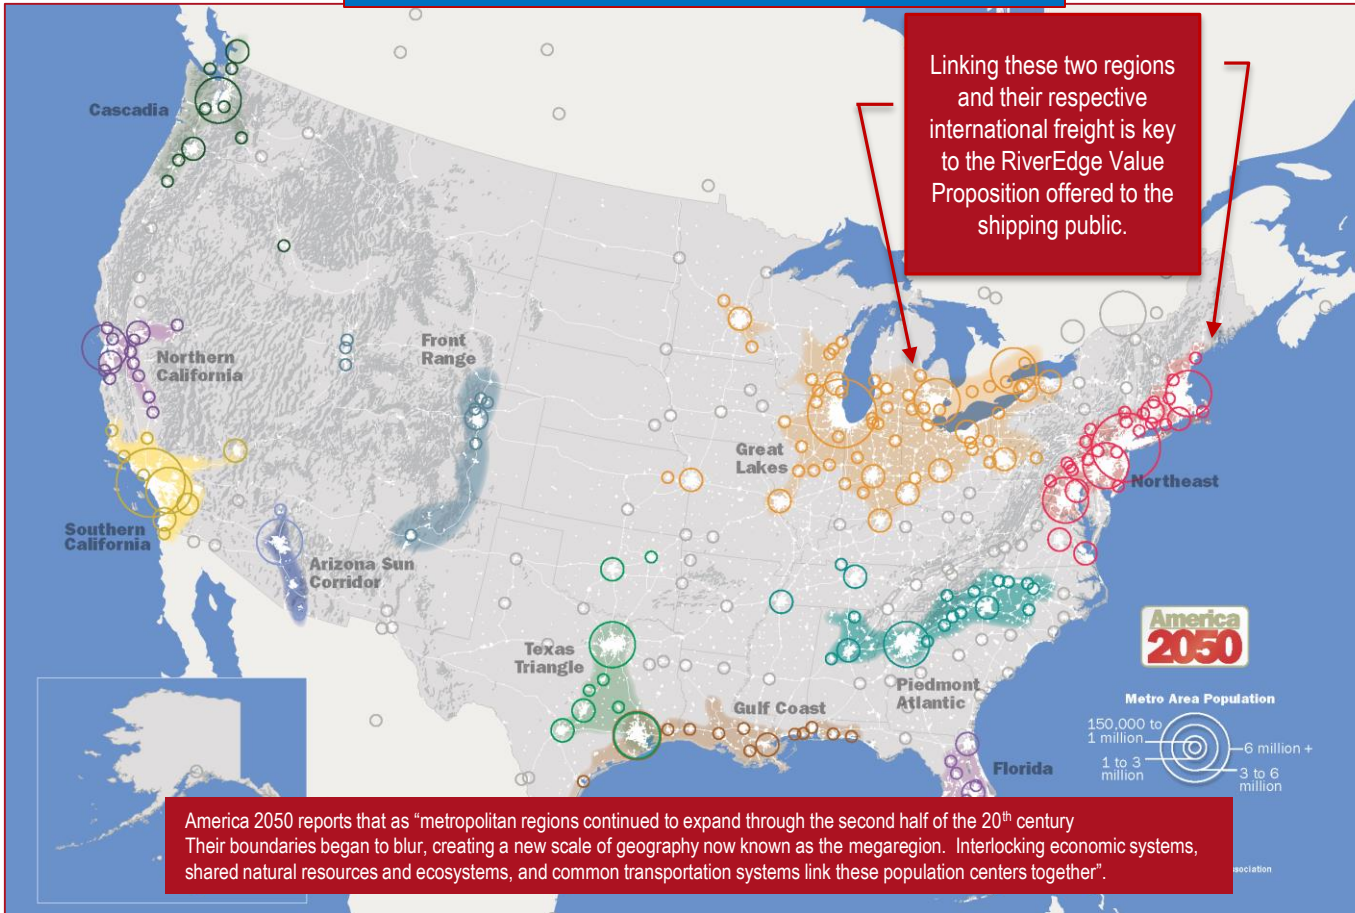 Linking these two regions
and their respective
international freight is key
to the RiverEdge Value
Proposition offered to the
shipping public.
Cascadia
Northern
California
Front
Range
Great
Lakes
Northeast
Southern
California
Arizona Sun
Corridor
Texas
Triangle
Gulf Coast
Piedmont
Atlantic
Florida
America
2050
Metro Area Population
150,000 to
1 million
1 to 3
million
6 million +
3 to 6
million
America 2050 reports that as “metropolitan regions continued to expand through the second half of the 20th century
Their boundaries began to blur, creating a new scale of geography now known as the megaregion. Interlocking economic systems,
shared natural resources and ecosystems, and common transportation systems link these population centers together”.